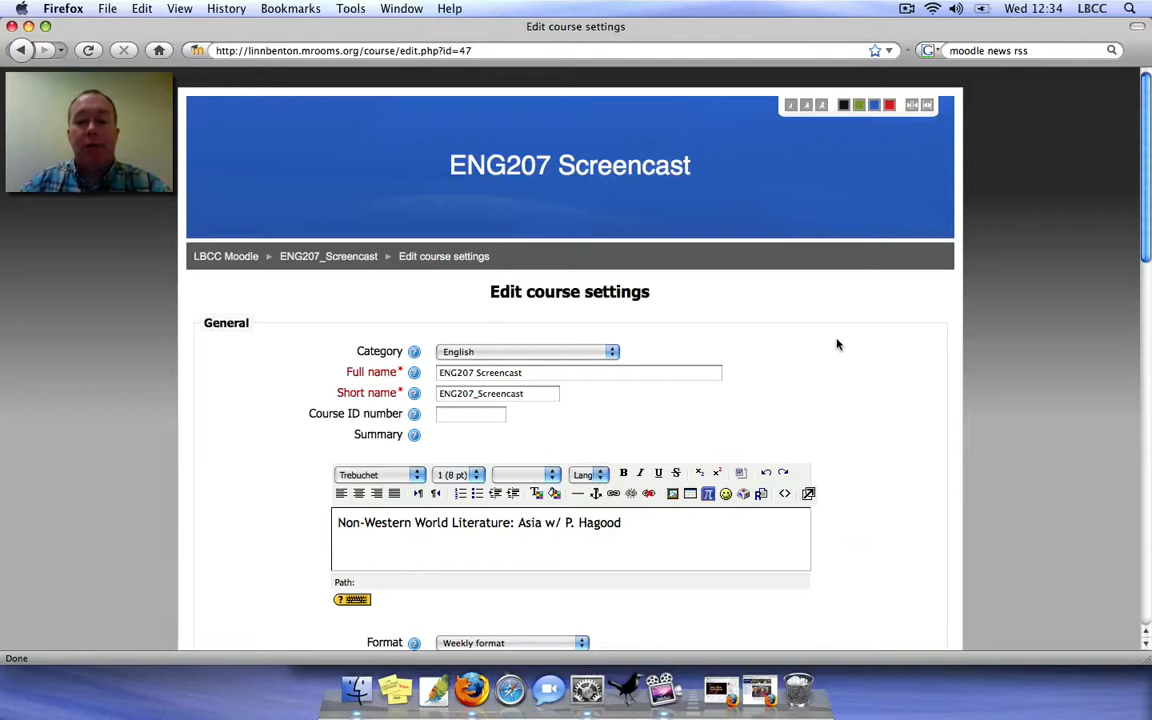 Firefox File Edit View History Bookmarks Tools Window Help Wed 12:34 LBCC
Edit course settings
http://linnbenton.mrooms.org/course/edit.php?id=47 moodle news rss
ENG207 Screencast
LBCC Moodle ► ENG207_Screencast ► Edit course settings
Edit course settings
General
Category English
Full name* ENG207 Screencast
Short name* ENG207_Screencast
Course ID number
Summary
Trebuchet 1 (8 pt) Lang B I U S
Non-Western World Literature: Asia w/ P. Hagood
Path:
Format Weekly format
Done